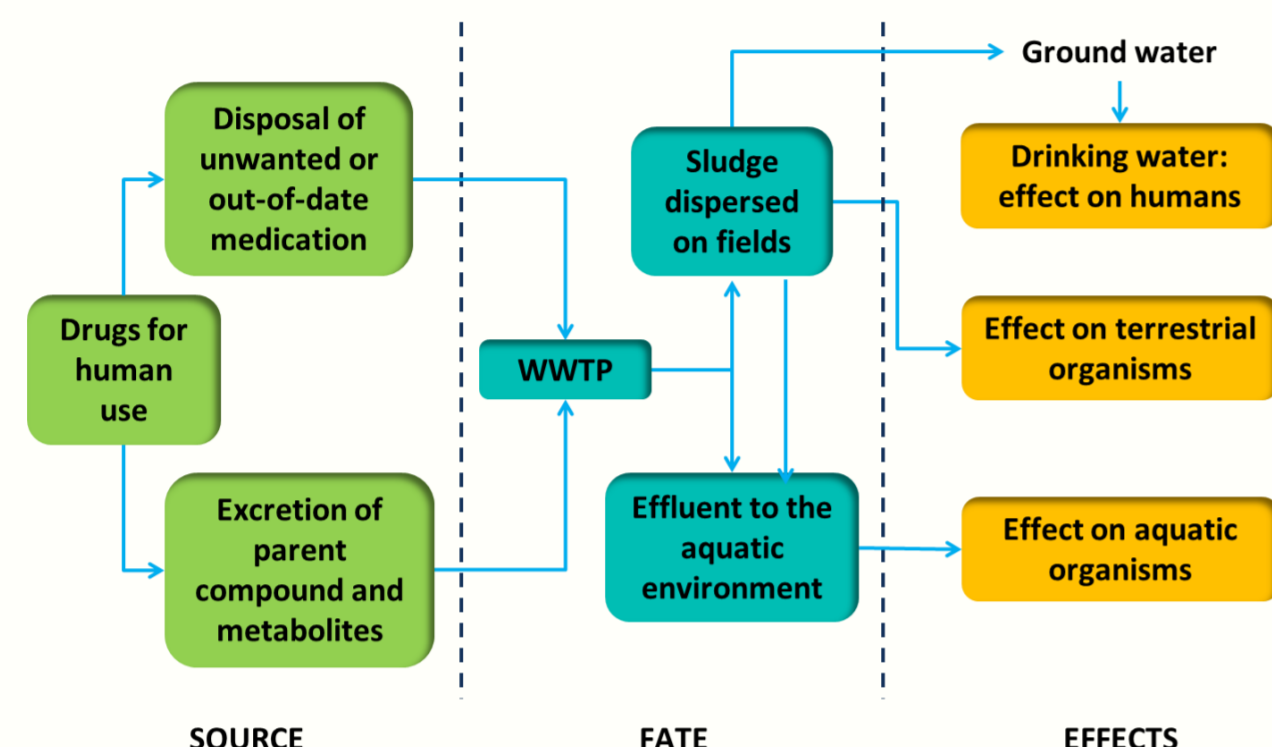 Disposal of
unwanted or
out-of-date
medication
Drugs for
human
use
Excretion of
parent
compound and
metabolites
SOURCE
WWTP
Sludge
dispersed
on fields
Effluent to the
aquatic
environment
FATE
Ground water
Drinking water:
effect on humans
Effect on terrestrial
organisms
Effect on aquatic
organisms
EFFECTS